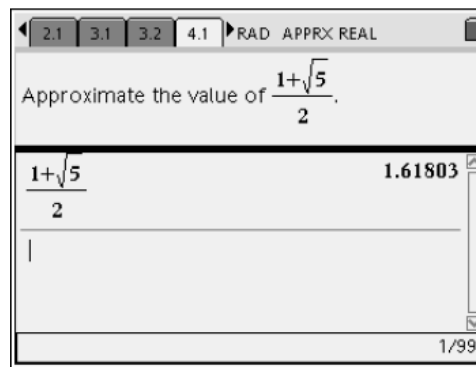 2.1 3.1 3.2 4.1 RAD APPRX REAL
Approximate the value of (1+√5)/2.
(1+√5)/2 1.61803
1/99